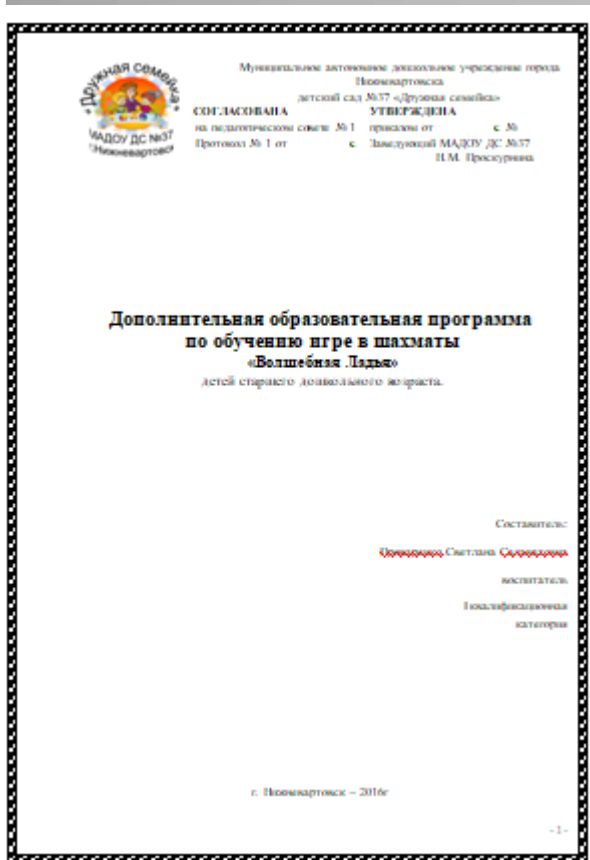 Дружная Семейка
МАДОУ ДС №37
г.Нижневартовск
Муниципальное автономное дошкольное учреждение города
Нижневартовска
детский сад №37 «Дружная семейка»
СОГЛАСОВАНА УТВЕРЖДЕНА
на педагогическом совете № 1 приказом от с №
Протокол № 1 от с Заведующий МАДОУ ДС №37
Н.М. Проскурнина
Дополнительная образовательная программа
по обучению игре в шахматы
«Волшебная Ладья»
детей старшего дошкольного возраста.
Составитель:
Светлана
воспитатель
I квалификационная
категория
г. Нижневартовск – 2016г
- 1 -